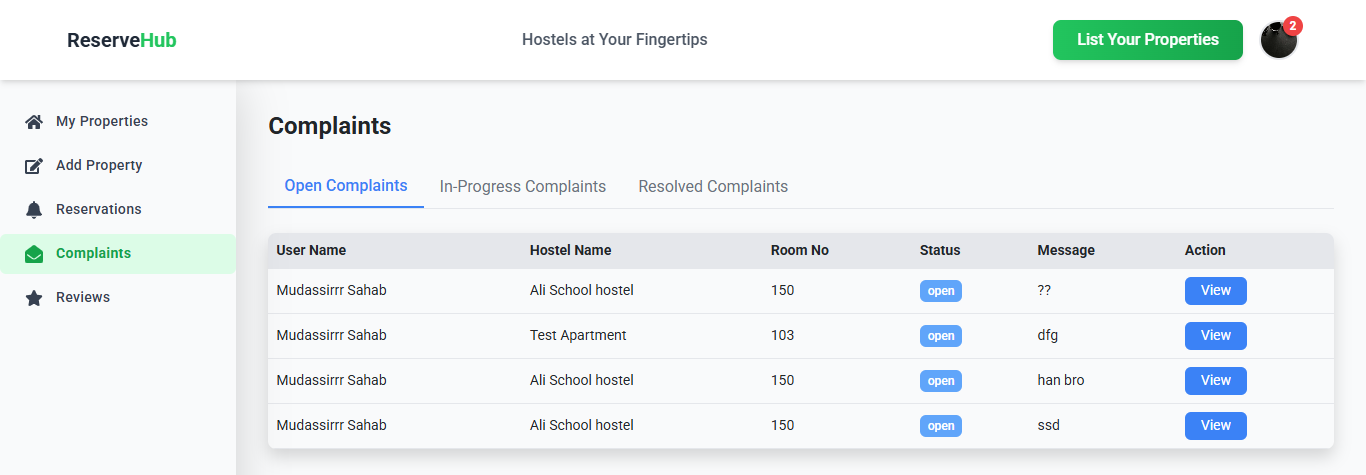 ReserveHub Hostels at Your Fingertips List Your Properties 2
My Properties
Add Property
Reservations
Complaints
Reviews
Complaints
Open Complaints In-Progress Complaints Resolved Complaints
User Name Hostel Name Room No Status Message Action
Mudassirrr Sahab Ali School hostel 150 open ?? View
Mudassirrr Sahab Test Apartment 103 open dfg View
Mudassirrr Sahab Ali School hostel 150 open han bro View
Mudassirrr Sahab Ali School hostel 150 open ssd View